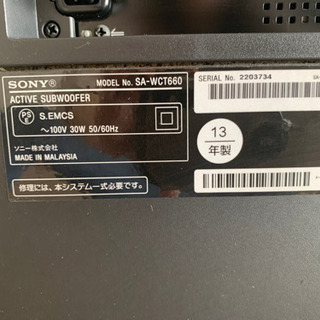 SONY MODEL No. SA-WCT660
ACTIVE SUBWOOFER
PS E S.EMCS
～100V 30W 50/60Hz
ソニー株式会社
MADE IN MALAYSIA
修理には、本システム一式必要です。
SERIAL No. 2203734
13
年製